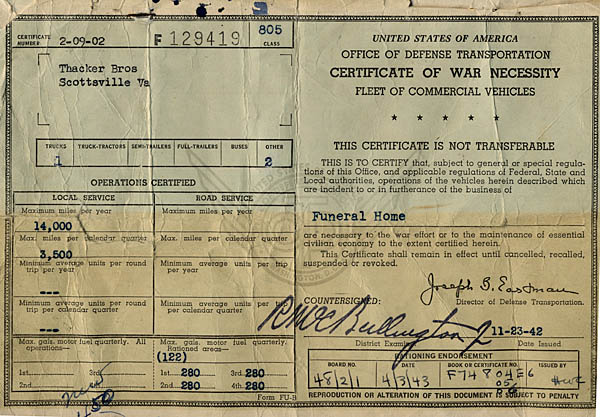 CERTIFICATE NUMBER 2-09-02 F 129419 805 CLASS
Thacker Bros
Scottsville Va
TRUCKS TRUCK-TRACTORS SEMI-TRAILERS FULL-TRAILERS BUSES OTHER
1 2
OPERATIONS CERTIFIED
LOCAL SERVICE ROAD SERVICE
Maximum miles per year Maximum miles per year
14,000
Max. miles per calendar quarter Max. miles per calendar quarter
3,500
Minimum average units per round trip per year Minimum average units per trip per year
---
Minimum average units per round trip per year Minimum average units per trip per year
---
Max. gals. motor fuel quarterly. All operations— Max. gals. motor fuel quarterly. Rationed areas—
(122)
1st 3rd 1st 280 3rd 280
2nd 2nd 280 4th 280
Form FU-5
UNITED STATES OF AMERICA
OFFICE OF DEFENSE TRANSPORTATION
CERTIFICATE OF WAR NECESSITY
FLEET OF COMMERCIAL VEHICLES
★ ★ ★ ★ ★
THIS CERTIFICATE IS NOT TRANSFERABLE
THIS IS TO CERTIFY that, subject to general or special regula-
tions of this Office, and applicable regulations of Federal, State and
Local authorities, operations of the vehicles herein described which
are incident to or in furtherance of the business of
Funeral Home
are necessary to the war effort or to the maintenance of essential
civilian economy to the extent certified herein.
This Certificate shall remain in effect until cancelled, recalled,
suspended or revoked.
Joseph B. Eastman
COUNTERSIGNED: Director of Defense Transportation.
11-23-42
District Date Issued
RATIONING ENDORSEMENT
BOARD NO. DATE BOOK OR CERTIFICATE NO. ISSUED BY
48/2/1 4/3/43
REPRODUCTION OR ALTERATION OF THIS DOCUMENT IS SUBJECT TO PENALTY